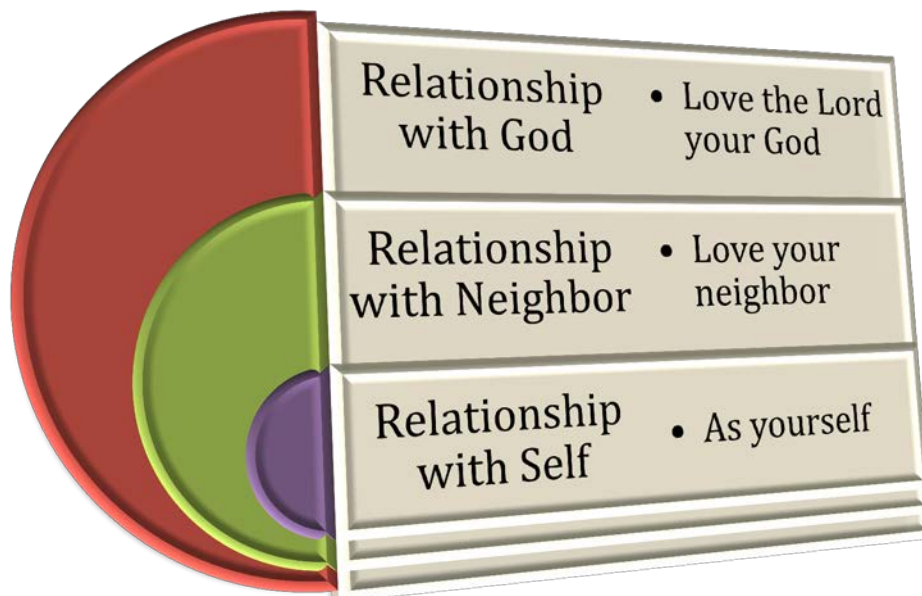 Relationship
with God
• Love the Lord
your God
Relationship
with Neighbor
• Love your
neighbor
Relationship
with Self
• As yourself